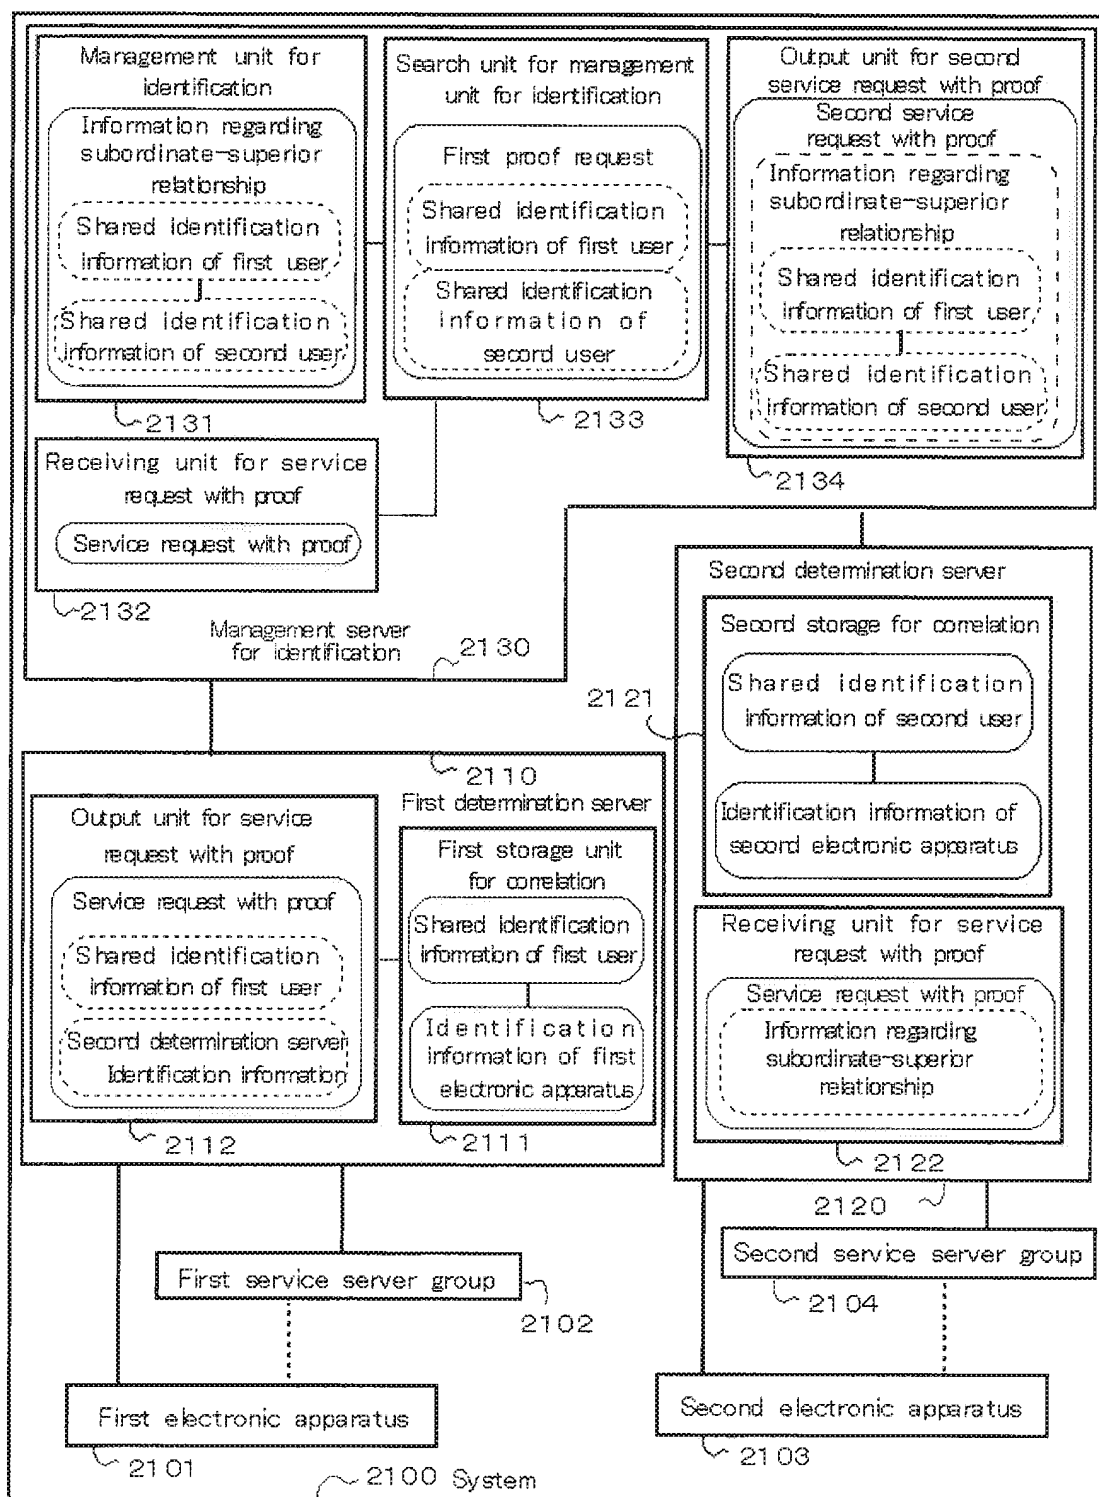 Management unit for
identification
Information regarding
subordinate-superior
relationship
Shared identification
information of first user
Shared identification
information of second user
2131
Search unit for management
unit for identification
First proof request
Shared identification
information of first user
Shared identification
information of
second user
2133
Output unit for second
service request with proof
Second service
request with proof
Information regarding
subordinate-superior
relationship
Shared identification
information of first user
Shared identification
information of second user
2134
Receiving unit for service
request with proof
Service request with proof
2132
Management server
for identification
2130
Second determination server
Second storage for correlation
Shared identification
information of second user
2121
Identification information of
second electronic apparatus
Receiving unit for service
request with proof
Service request with proof
Information regarding
subordinate-superior
relationship
2122
2120
2110
First determination server
Output unit for service
request with proof
Service request with proof
Shared identification
information of first user
Second determination server
Identification information
2112
First storage unit
for correlation
Shared identification
information of first user
Identification
information of first
electronic apparatus
2111
First service server group
2102
Second service server group
2104
First electronic apparatus
2101
Second electronic apparatus
2103
2100 System